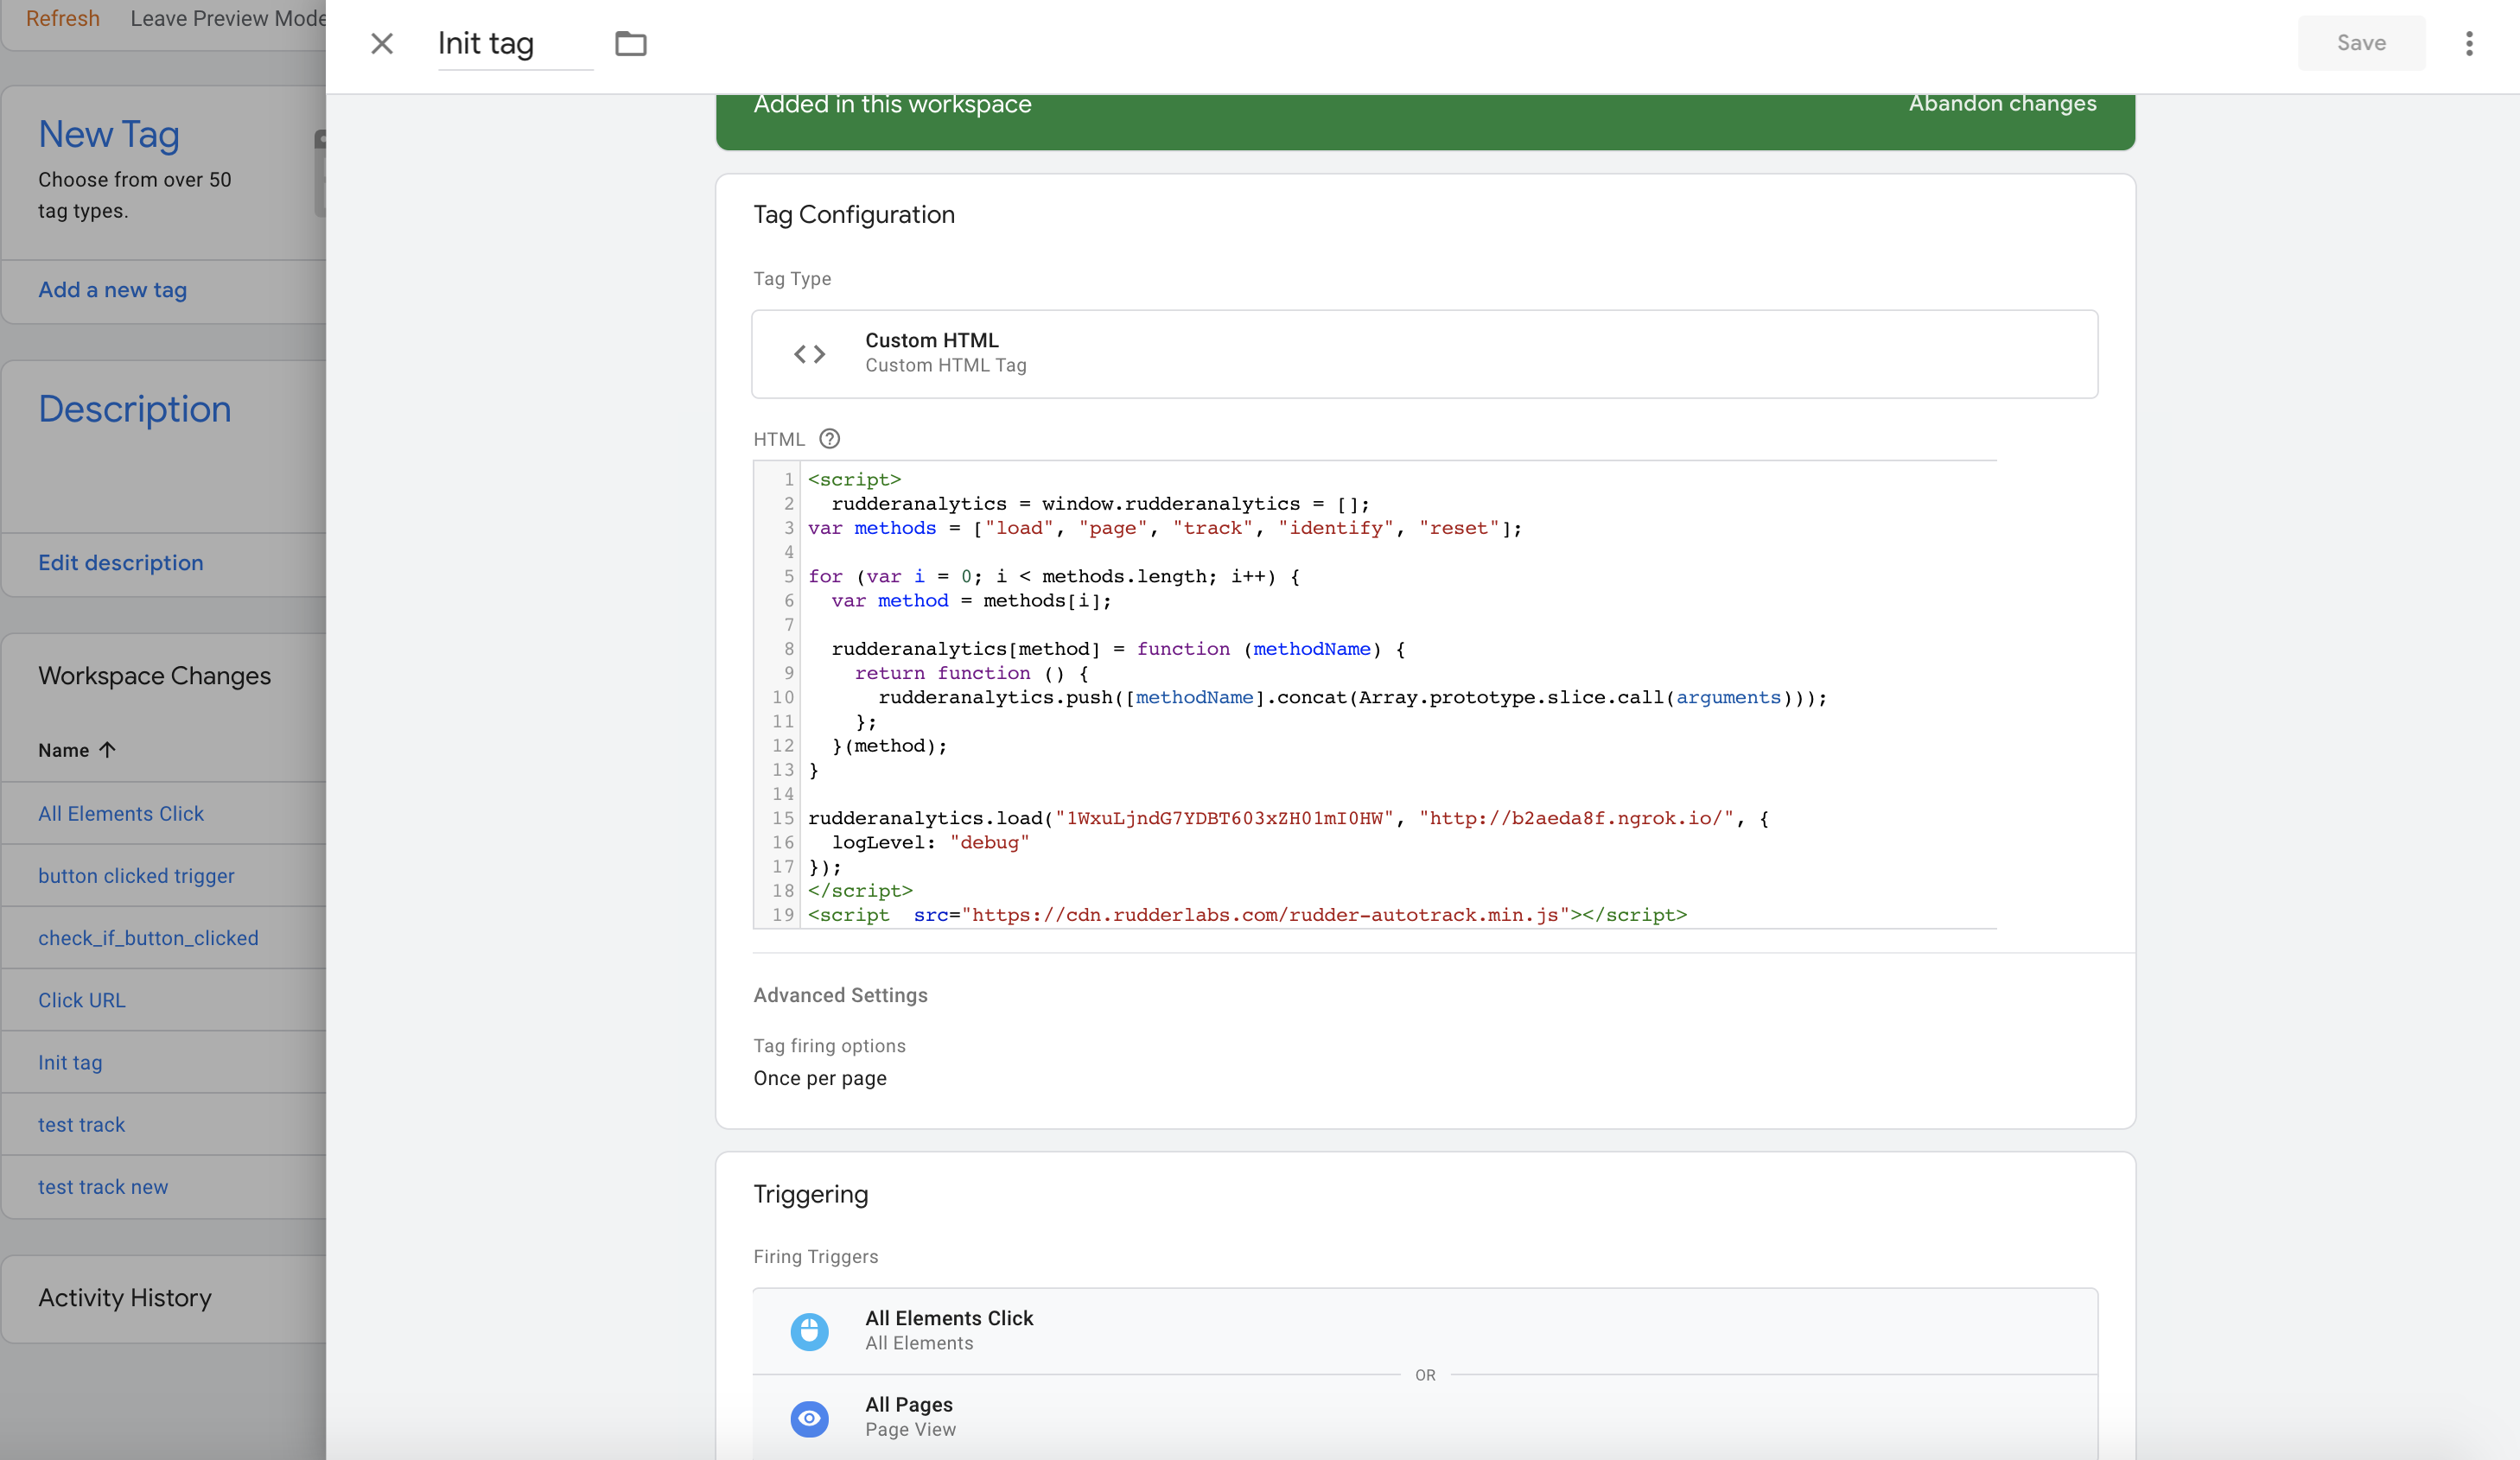 Refresh Leave Preview Mode
New Tag
Choose from over 50
tag types.
Add a new tag
Description
Edit description
Workspace Changes
Name
All Elements Click
button clicked trigger
check_if_button_clicked
Click URL
Init tag
test track
test track new
Activity History
Init tag
Save
Added in this workspace Abandon changes
Tag Configuration
Tag Type
Custom HTML
Custom HTML Tag
HTML ?
1 <script>
2   rudderanalytics = window.rudderanalytics = [];
3 var methods = ["load", "page", "track", "identify", "reset"];
4
5 for (var i = 0; i < methods.length; i++) {
6   var method = methods[i];
7
8   rudderanalytics[method] = function (methodName) {
9     return function () {
10       rudderanalytics.push([methodName].concat(Array.prototype.slice.call(arguments)));
11     };
12   }(method);
13 }
14
15 rudderanalytics.load("1WxuLjndG7YDBT603xZH01mI0HW", "http://b2aeda8f.ngrok.io/", {
16   logLevel: "debug"
17 });
18 </script>
19 <script  src="https://cdn.rudderlabs.com/rudder-autotrack.min.js"></script>
Advanced Settings
Tag firing options
Once per page
Triggering
Firing Triggers
All Elements Click
All Elements
OR
All Pages
Page View